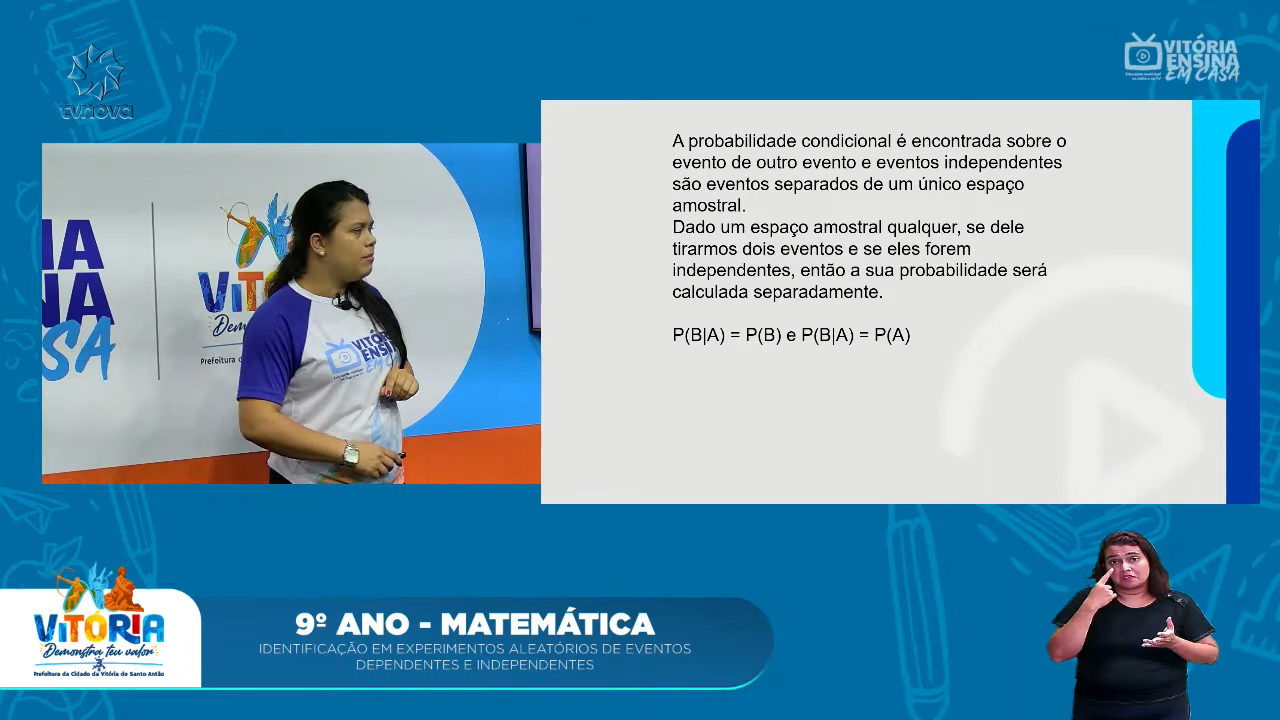 tvnova
VITÓRIA
ENSINA
EM CASA
A probabilidade condicional é encontrada sobre o
evento de outro evento e eventos independentes
são eventos separados de um único espaço
amostral.
Dado um espaço amostral qualquer, se dele
tirarmos dois eventos e se eles forem
independentes, então a sua probabilidade será
calculada separadamente.
P(B|A) = P(B) e P(B|A) = P(A)
VITÓRIA
Demonstra teu valor
Prefeitura da Cidade da Vitória de Santo Antão
9º ANO - MATEMÁTICA
IDENTIFICAÇÃO EM EXPERIMENTOS ALEATÓRIOS DE EVENTOS
DEPENDENTES E INDEPENDENTES